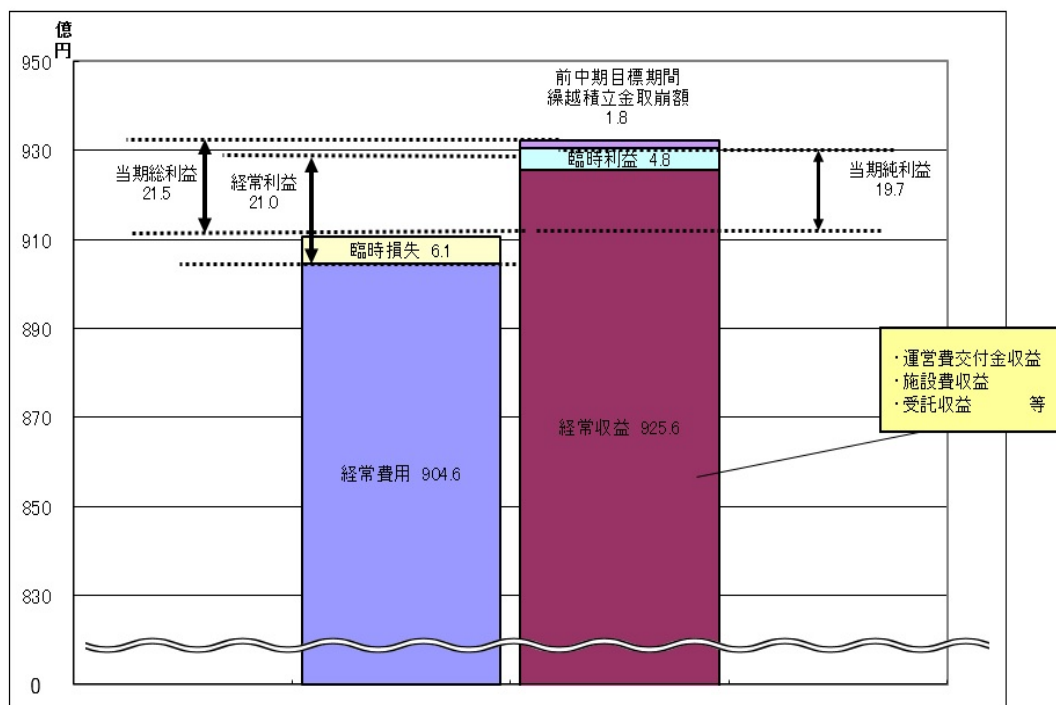 億
円
950
930
910
890
870
850
830
0
前中期目標期間
繰越積立金取崩額
1.8
臨時利益 4.8
当期総利益
21.5
経常利益
21.0
当期純利益
19.7
臨時損失 6.1
・運営費交付金収益
・施設費収益
・受託収益 等
経常収益 925.6
経常費用 904.6